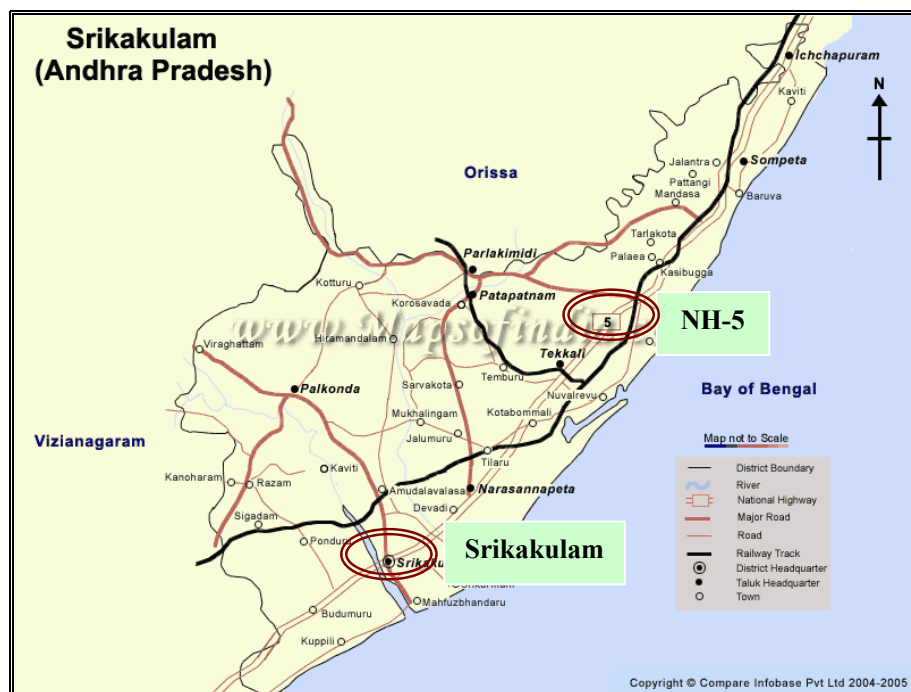 Srikakulam
(Andhra Pradesh)
Ichchapuram
Kaviti
N
Sompeta
Jalantra
Pattangi
Mandasa
Baruva
Orissa
Tarlakota
Palaea
Kasibugga
Parlakimidi
Kotturu
Korosavada
Patapatnam
www.Mapsofindia
5
NH-5
Hiramandalam
Viraghattam
Tekkali
Temburu
Palkonda
Sarvakota
Nuvalrevu
Bay of Bengal
Mukhalingam
Kotabommali
Jalumuru
Vizianagaram
Map not to Scale
Tilaru
Kaviti
Kanoharam
Razam
Amudalavalasa
Narasannapeta
Devadi
Sigadam
Ponduru
Srikakulam
Mahfuzbhandaru
Budumuru
Kuppili
District Boundary
River
National Highway
Major Road
Road
Railway Track
District Headquarter
Taluk Headquarter
Town
Copyright © Compare Infobase Pvt Ltd 2004-2005